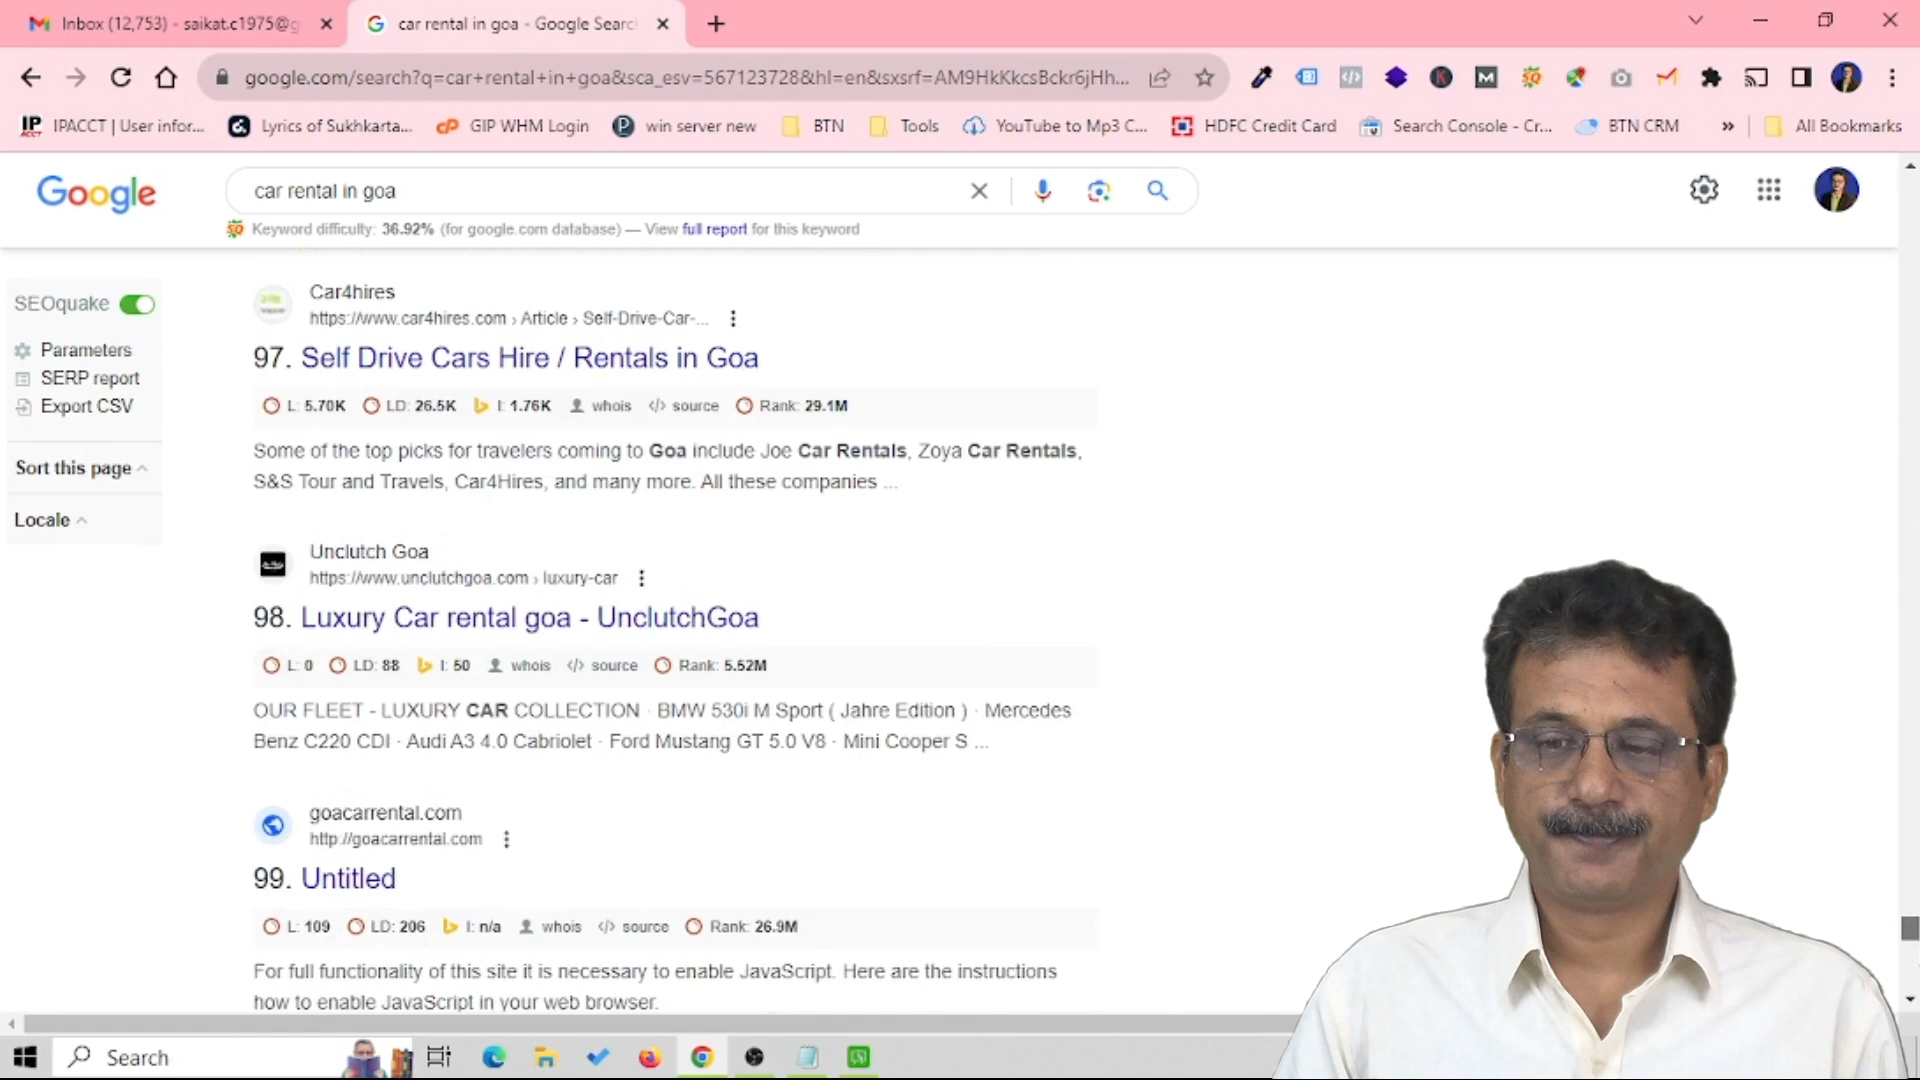 Inbox (12,753) - saikat.c1975@g
car rental in goa - Google Searc
google.com/search?q=car+rental+in+goa&sca_esv=567123728&hl=en&sxsrf=AM9HkKkcsBckr6jHh...
IPACCT | User infor...
Lyrics of Sukhkarta...
GIP WHM Login
win server new
BTN
Tools
YouTube to Mp3 C...
HDFC Credit Card
Search Console - Cr...
BTN CRM
»
All Bookmarks
Google
car rental in goa
Keyword difficulty: 36.92% (for google.com database) — View full report for this keyword
SEOquake
Parameters
SERP report
Export CSV
Sort this page
Locale
Car4hires
https://www.car4hires.com › Article › Self-Drive-Car-...
97. Self Drive Cars Hire / Rentals in Goa
L: 5.70K LD: 26.5K I: 1.76K whois source Rank: 29.1M
Some of the top picks for travelers coming to Goa include Joe Car Rentals, Zoya Car Rentals,
S&S Tour and Travels, Car4Hires, and many more. All these companies ...
Unclutch Goa
https://www.unclutchgoa.com › luxury-car
98. Luxury Car rental goa - UnclutchGoa
L: 0 LD: 88 I: 50 whois source Rank: 5.52M
OUR FLEET - LUXURY CAR COLLECTION · BMW 530i M Sport ( Jahre Edition ) · Mercedes
Benz C220 CDI · Audi A3 4.0 Cabriolet · Ford Mustang GT 5.0 V8 · Mini Cooper S ...
goacarrental.com
http://goacarrental.com
99. Untitled
L: 109 LD: 206 I: n/a whois source Rank: 26.9M
For full functionality of this site it is necessary to enable JavaScript. Here are the instructions
how to enable JavaScript in your web browser.
Search